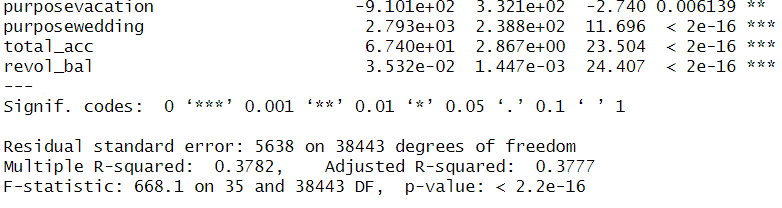 purposevacation -9.101e+02 3.321e+02 -2.740 0.006139 **
purposewedding 2.793e+03 2.388e+02 11.696 < 2e-16 ***
total_acc 6.740e+01 2.867e+00 23.504 < 2e-16 ***
revol_bal 3.532e-02 1.447e-03 24.407 < 2e-16 ***
---
Signif. codes: 0 ‘***’ 0.001 ‘**’ 0.01 ‘*’ 0.05 ‘.’ 0.1 ‘ ’ 1
Residual standard error: 5638 on 38443 degrees of freedom
Multiple R-squared: 0.3782, Adjusted R-squared: 0.3777
F-statistic: 668.1 on 35 and 38443 DF, p-value: < 2.2e-16